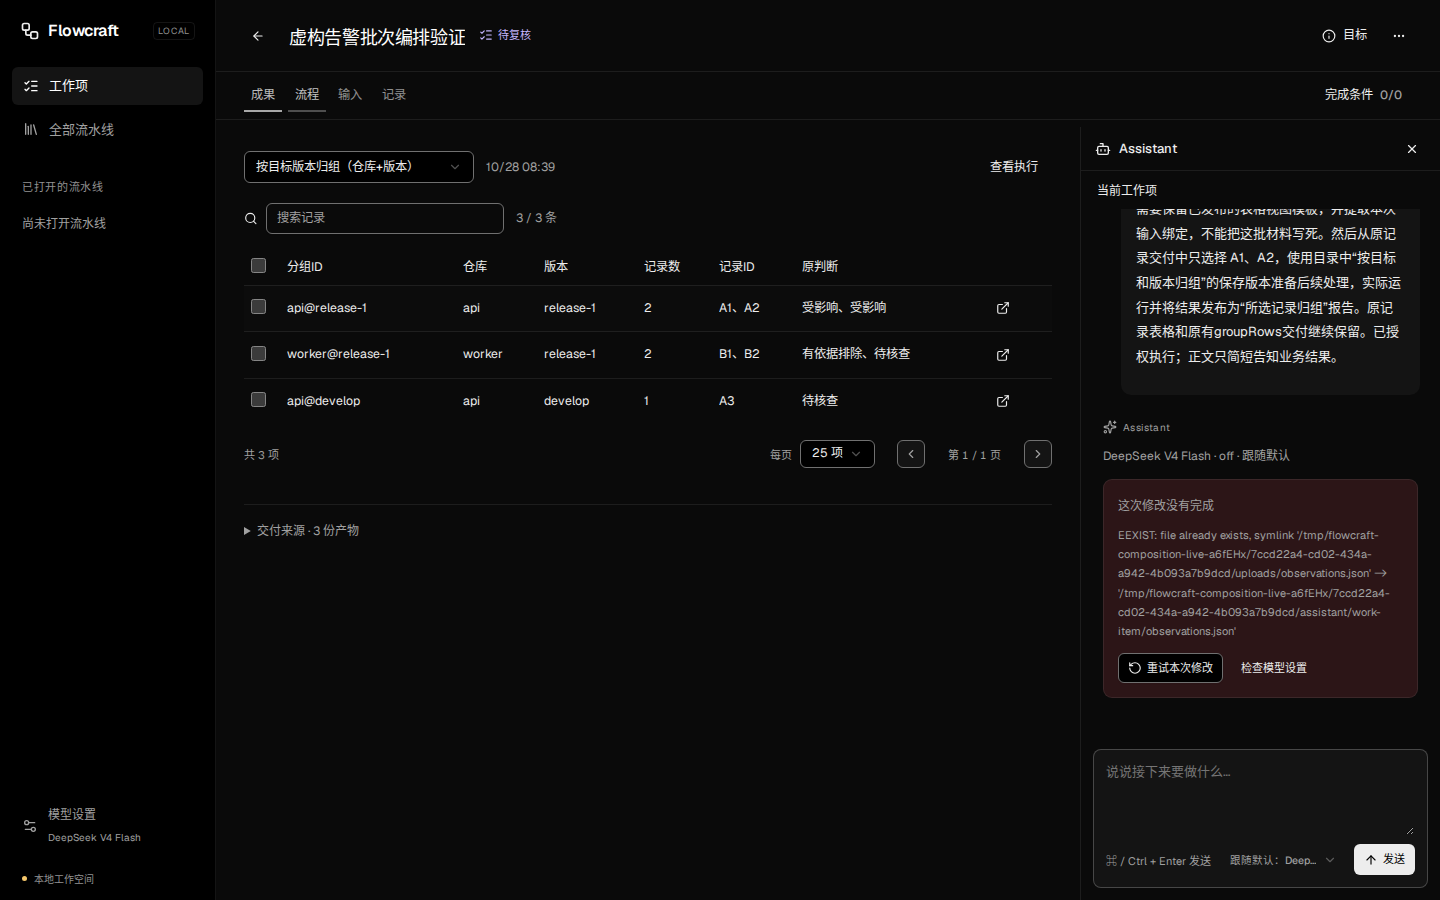 Flowcraft
LOCAL
工作项
全部流水线
已打开的流水线
尚未打开流水线
模型设置
DeepSeek V4 Flash
本地工作空间
虚构告警批次编排验证
待复核
目标
成果
流程
输入
记录
完成条件 0/0
按目标版本归组（仓库+版本）
10/28 08:39
查看执行
搜索记录
3 / 3 条
分组ID 仓库 版本 记录数 记录ID 原判断
api@release-1 api release-1 2 A1、A2 受影响、受影响
worker@release-1 worker release-1 2 B1、B2 有依据排除、待核查
api@develop api develop 1 A3 待核查
共 3 项
每页
25 项
第 1 / 1 页
交付来源 · 3 份产物
Assistant
当前工作项
需要保留已发布的表格视图模板，并提取本次
输入绑定，不能把这批材料写死。然后从原记
录交付中只选择 A1、A2，使用目录中“按目标
和版本归组”的保存版本准备后续处理，实际运
行并将结果发布为“所选记录归组”报告。原记
录表格和原有groupRows交付继续保留。已授
权执行；正文只简短告知业务结果。
Assistant
DeepSeek V4 Flash · off · 跟随默认
这次修改没有完成
EEXIST: file already exists, symlink '/tmp/flowcraft-
composition-live-a6fEHx/7ccd22a4-cd02-434a-
a942-4b093a7b9dcd/uploads/observations.json' ->
'/tmp/flowcraft-composition-live-a6fEHx/7ccd22a4-
cd02-434a-a942-4b093a7b9dcd/assistant/work-
item/observations.json'
重试本次修改
检查模型设置
说说接下来要做什么...
⌘ / Ctrl + Enter 发送
跟随默认：Deep...
发送